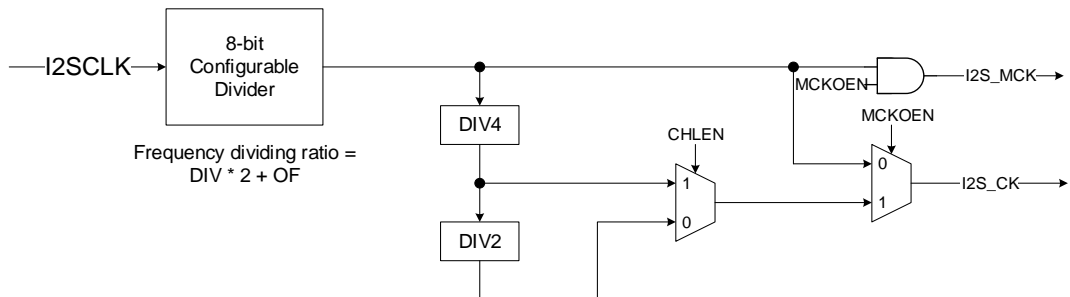 I2SCLK
8-bit
Configurable
Divider
Frequency dividing ratio =
DIV * 2 + OF
DIV4
DIV2
CHLEN
1
0
MCKOEN
I2S_MCK
MCKOEN
0
1
I2S_CK